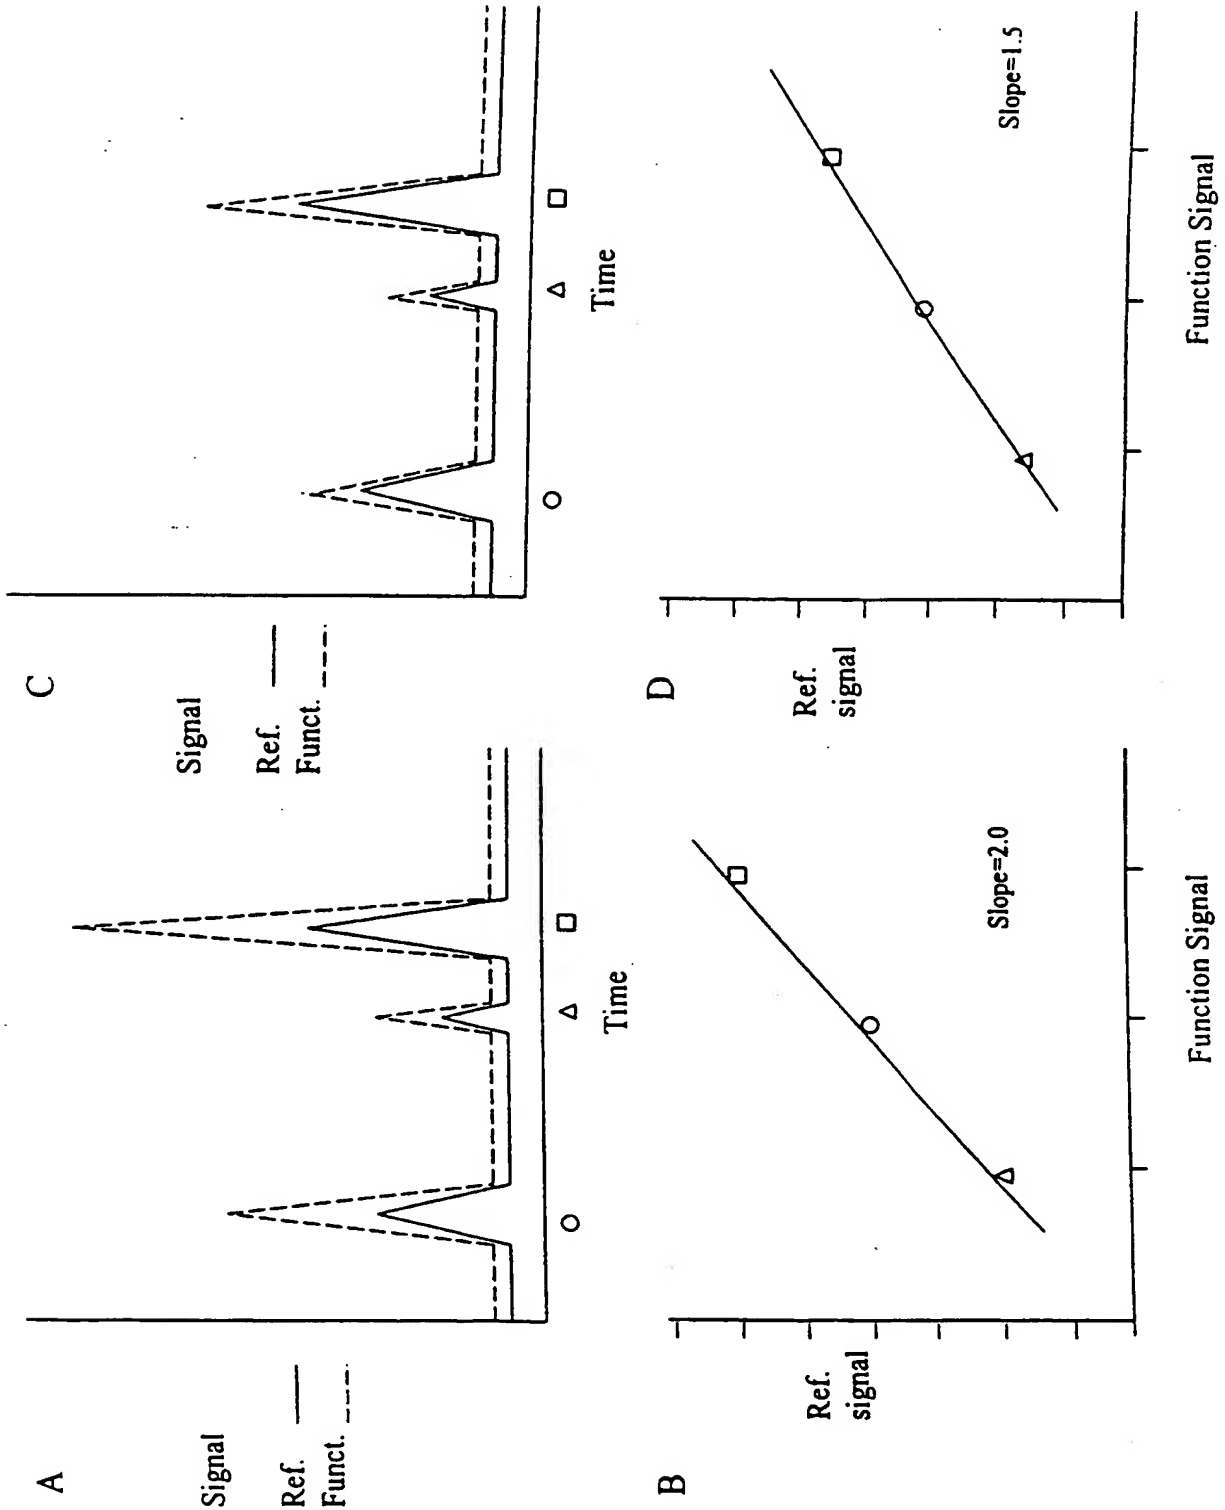 A
Signal
Ref.
Funct.
Time
B
Ref.
signal
Slope=2.0
Function Signal
C
Signal
Ref.
Funct.
Time
D
Ref.
signal
Slope=1.5
Function Signal